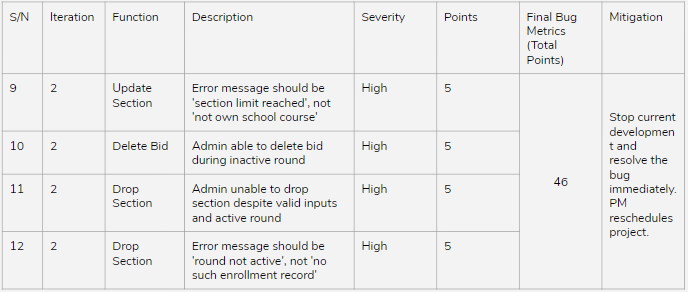 S/N Iteration Function Description Severity Points Final Bug Mitigation
Metrics
(Total
Points)
9 2 Update Error message should be High 5
Section 'section limit reached', not
'not own school course'
10 2 Delete Bid Admin able to delete bid High 5
during inactive round
11 2 Drop Admin unable to drop High 5
Section section despite valid inputs
and active round
12 2 Drop Error message should be High 5
Section 'round not active', not 'no
such enrollment record'
46
Stop current
developmen
t and
resolve the
bug
immediately.
PM
reschedules
project.